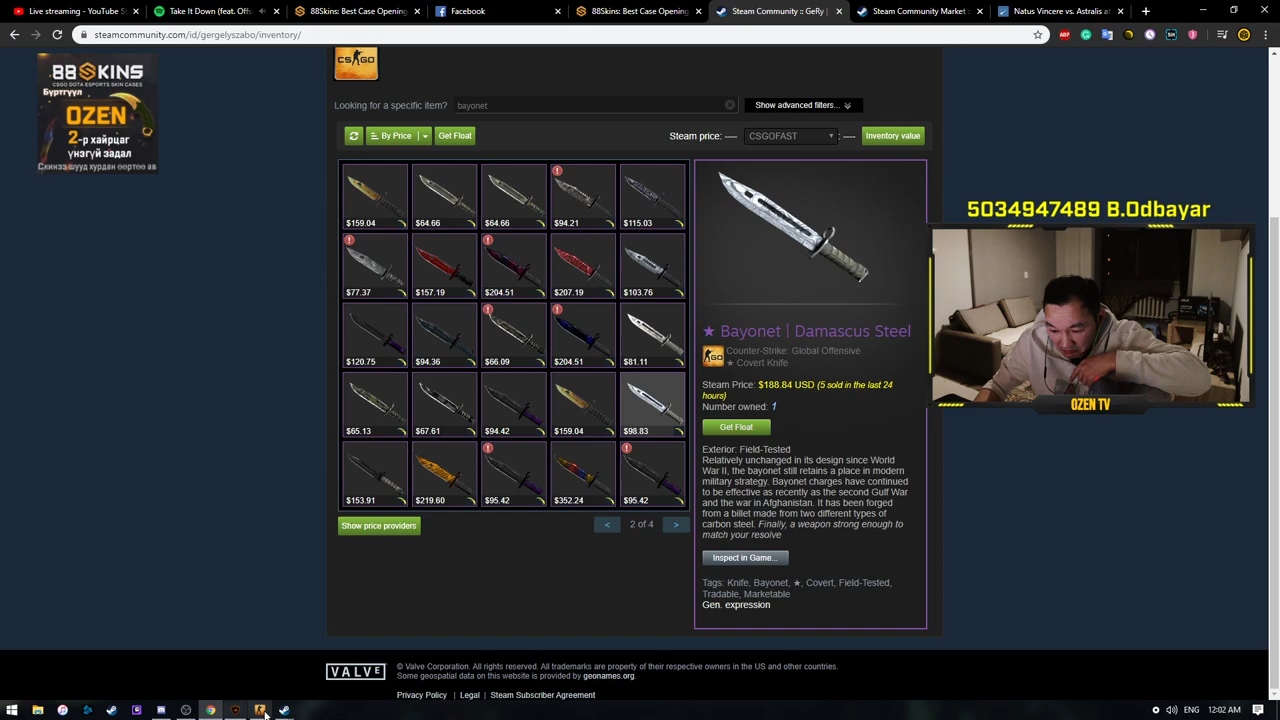 Live streaming - YouTube S
Take It Down (feat. Offs
88Skins: Best Case Openin
Facebook
88Skins: Best Case Openin
Steam Community :: GeRy
Steam Community Market
Natus Vincere vs. Astralis at
steamcommunity.com/id/gergelyszabo/inventory/
88SKINS
CSGO DOTA ESPORTS SKIN CASES
Бүртгүүл
OZEN
2-р хайрцаг
үнэгүй задал
Скинээ шууд хурдан өөртөө ав
CS GO
Looking for a specific item? bayonet Show advanced filters...
By Price Get Float Steam price: ---- CSGOFAST : ---- Inventory value
$159.04 $64.66 $64.66 $94.21 $115.03
$77.37 $157.19 $204.51 $207.19 $103.76
$120.75 $94.36 $66.09 $204.51 $81.11
$65.13 $67.61 $94.42 $159.04 $98.83
$153.91 $219.60 $95.42 $352.24 $95.42
Show price providers < 2 of 4 >
★ Bayonet | Damascus Steel
Counter-Strike: Global Offensive
★ Covert Knife
Steam Price: $188.84 USD (5 sold in the last 24
hours)
Number owned: 1
Get Float
Exterior: Field-Tested
Relatively unchanged in its design since World
War II, the bayonet still retains a place in modern
military strategy. Bayonet charges have continued
to be effective as recently as the second Gulf War
and the war in Afghanistan. It has been forged
from a billet made from two different types of
carbon steel. Finally, a weapon strong enough to
match your resolve
Inspect in Game...
Tags: Knife, Bayonet, ★, Covert, Field-Tested,
Tradable, Marketable
Gen. expression
5034947489 B.Odbayar
OZEN TV
VALVE
© Valve Corporation. All rights reserved. All trademarks are property of their respective owners in the US and other countries.
Some geospatial data on this website is provided by geonames.org.
Privacy Policy | Legal | Steam Subscriber Agreement
ENG 12:02 AM